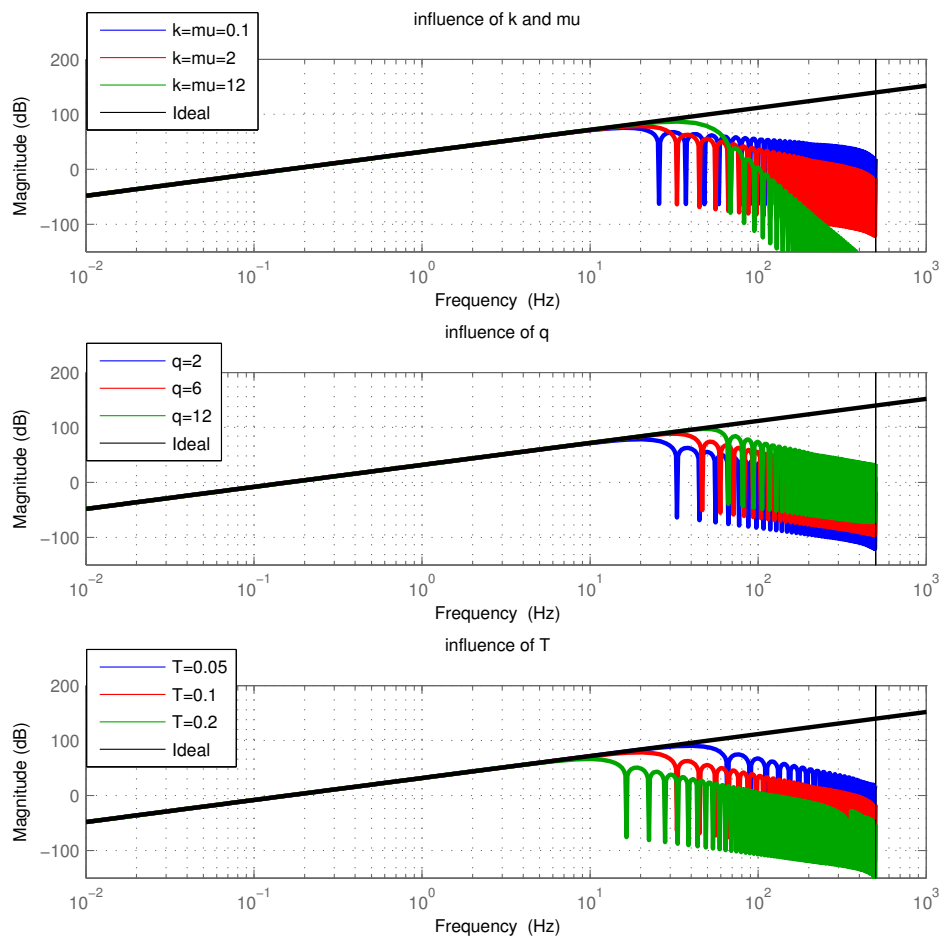 influence of k and mu
k=mu=0.1
k=mu=2
k=mu=12
Ideal
Magnitude (dB)
200
100
0
−100
10^-2
10^-1
10^0
10^1
10^2
10^3
Frequency (Hz)
influence of q
q=2
q=6
q=12
Ideal
Magnitude (dB)
200
100
0
−100
10^-2
10^-1
10^0
10^1
10^2
10^3
Frequency (Hz)
influence of T
T=0.05
T=0.1
T=0.2
Ideal
Magnitude (dB)
200
100
0
−100
10^-2
10^-1
10^0
10^1
10^2
10^3
Frequency (Hz)